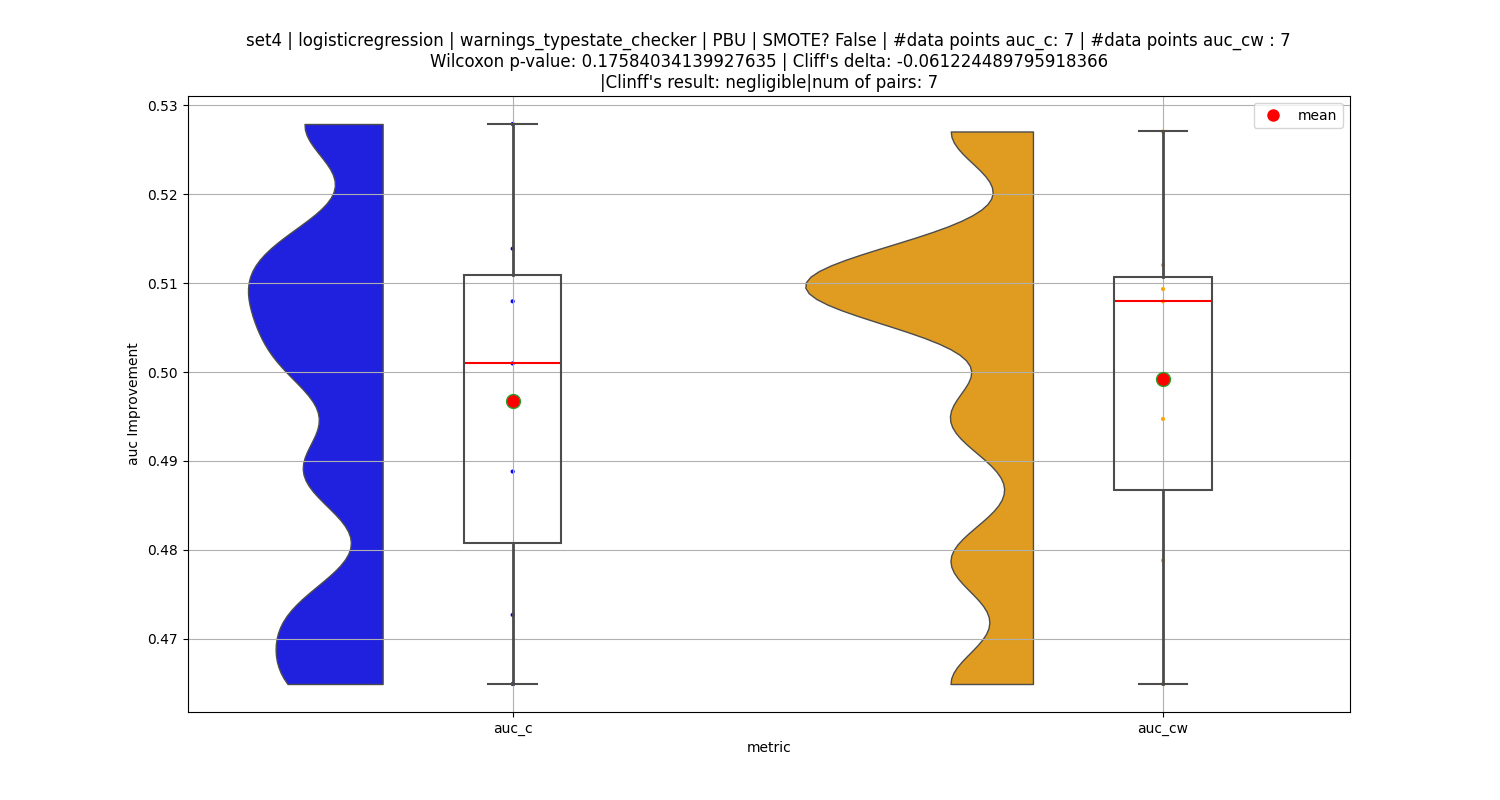 set4 | logisticregression | warnings_typestate_checker | PBU | SMOTE? False | #data points auc_c: 7 | #data points auc_cw : 7
Wilcoxon p-value: 0.17584034139927635 | Cliff's delta: -0.061224489795918366
|Clinff's result: negligible|num of pairs: 7
mean
0.53
0.52
0.51
0.50
0.49
0.48
0.47
auc Improvement
auc_c
auc_cw
metric